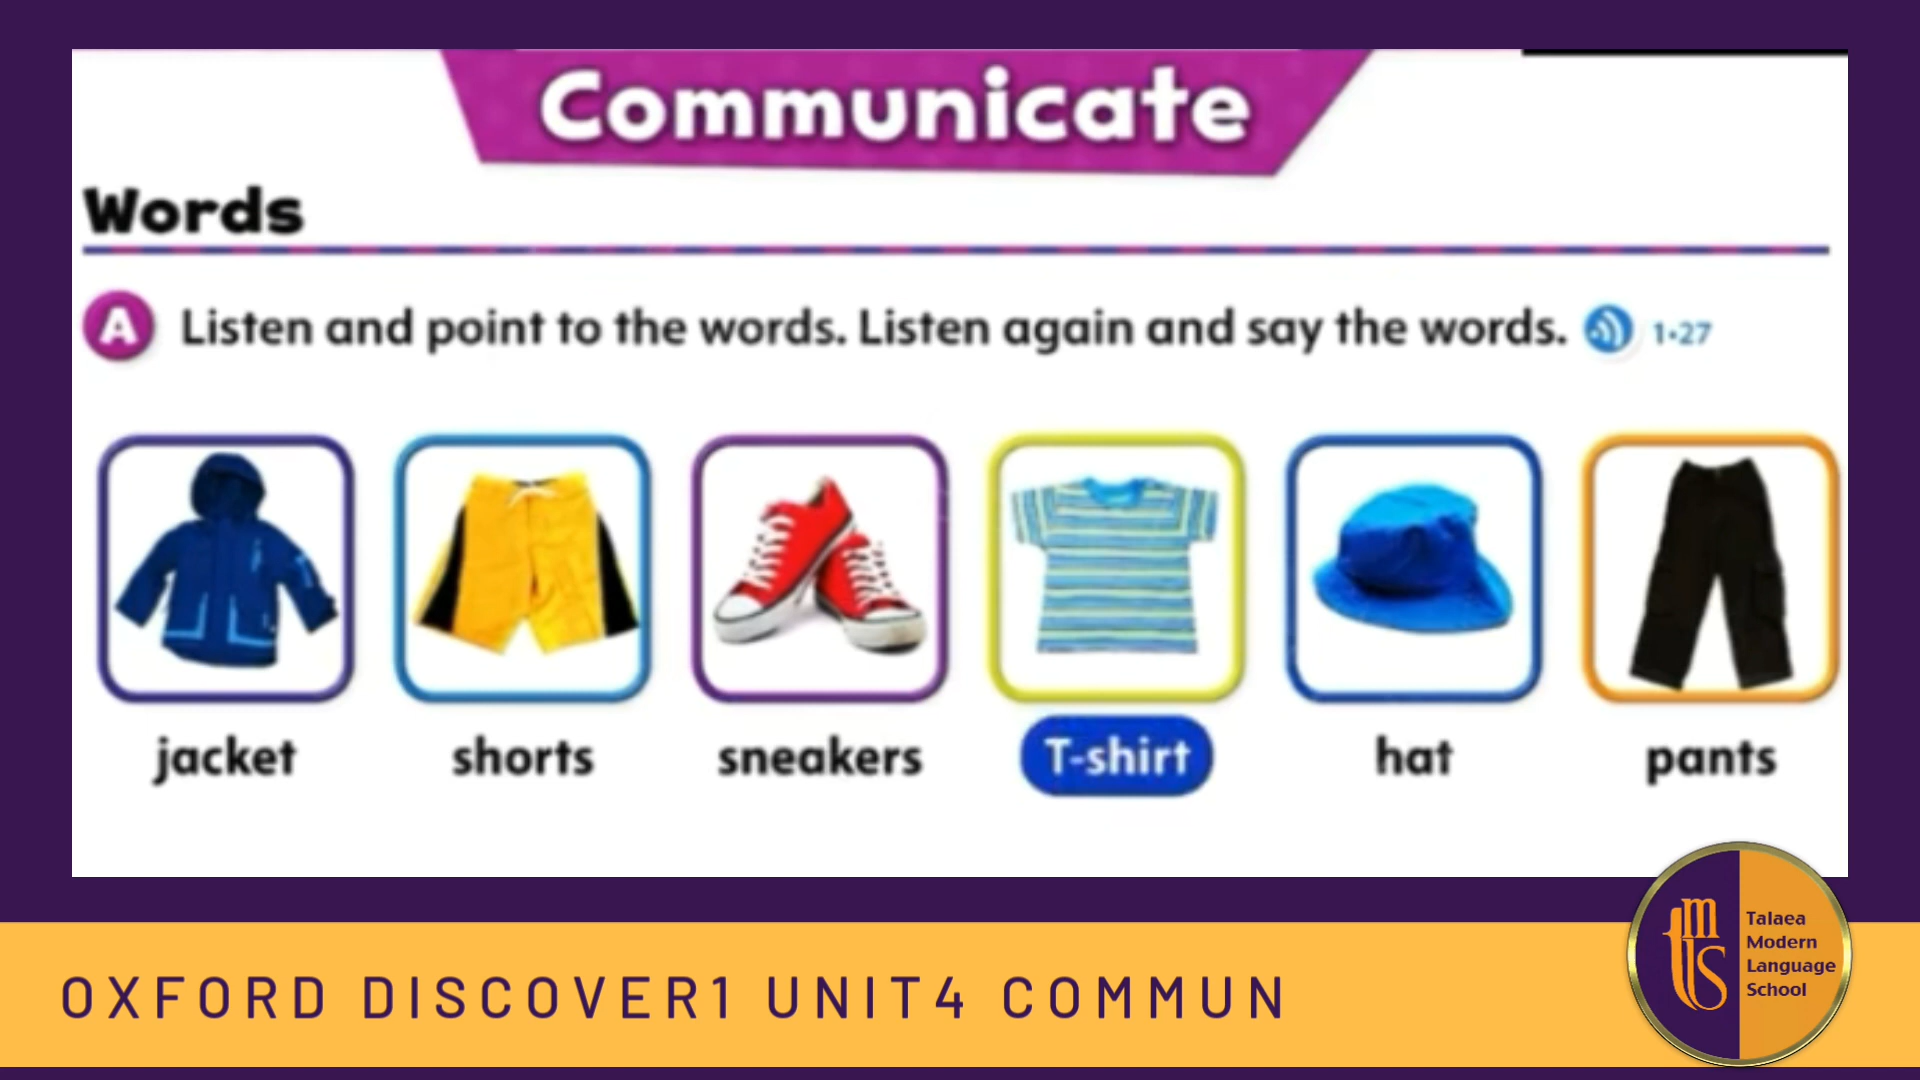 Communicate
Words
A Listen and point to the words. Listen again and say the words. 1•27
jacket shorts sneakers T-shirt hat pants
OXFORD DISCOVER1 UNIT4 COMMUN
tmls
Talaea
Modern
Language
School